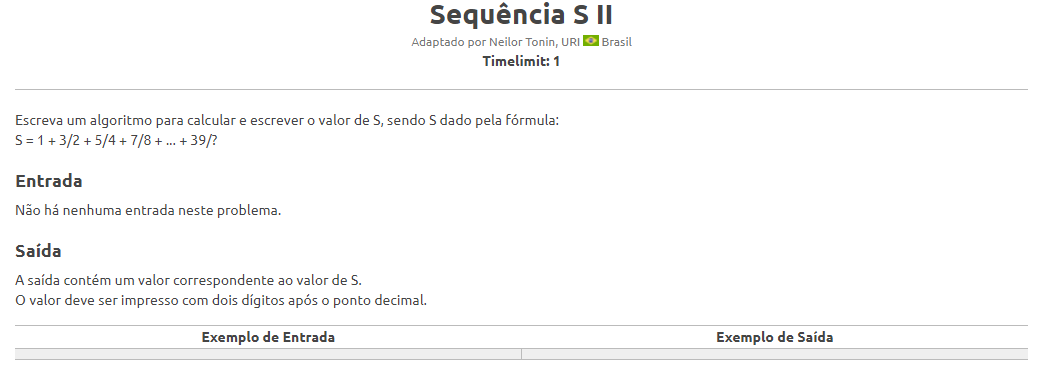 Sequência S II
Adaptado por Neilor Tonin, URI Brasil
Timelimit: 1
Escreva um algoritmo para calcular e escrever o valor de S, sendo S dado pela fórmula:
S = 1 + 3/2 + 5/4 + 7/8 + ... + 39/?
Entrada
Não há nenhuma entrada neste problema.
Saída
A saída contém um valor correspondente ao valor de S.
O valor deve ser impresso com dois dígitos após o ponto decimal.
Exemplo de Entrada Exemplo de Saída